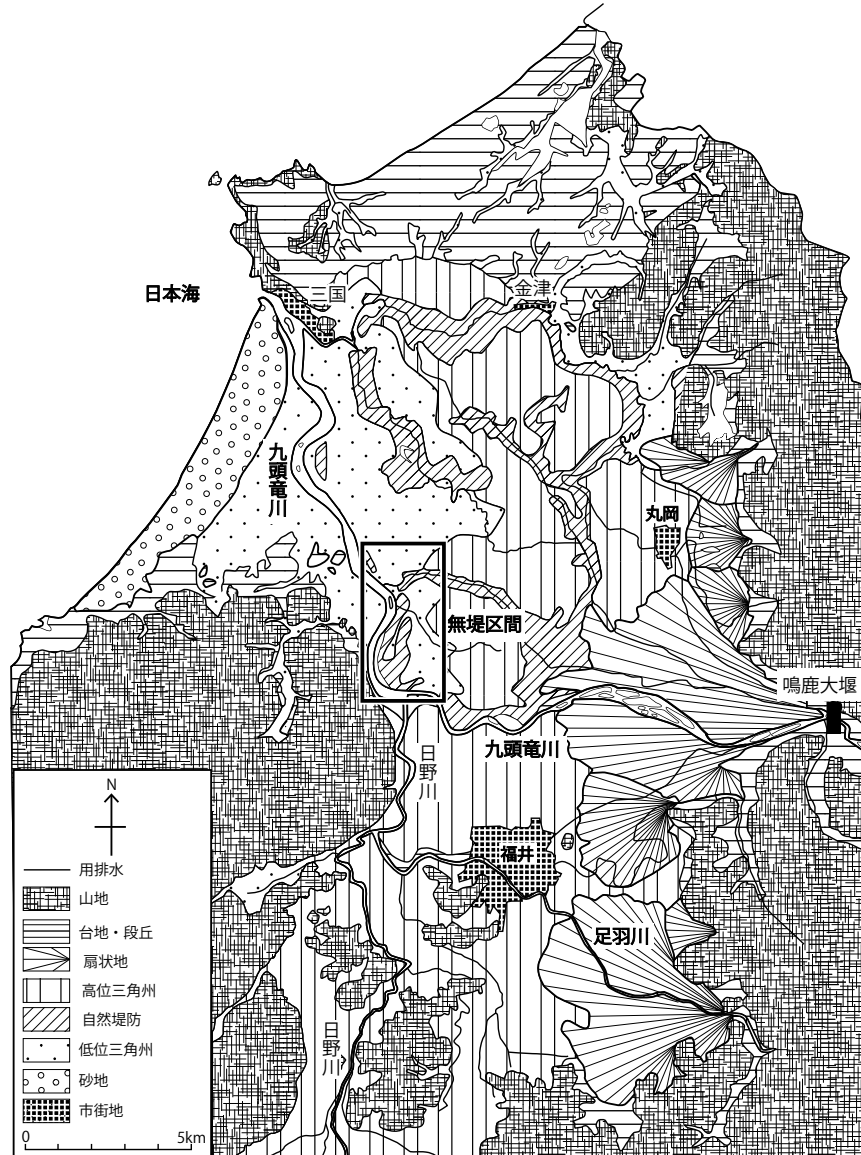 日本海
三国
金津
九頭竜川
丸岡
無堤区間
鳴鹿大堰
九頭竜川
日野川
福井
足羽川
日野川
N
用排水
山地
台地・段丘
扇状地
高位三角州
自然堤防
低位三角州
砂地
市街地
0 5km